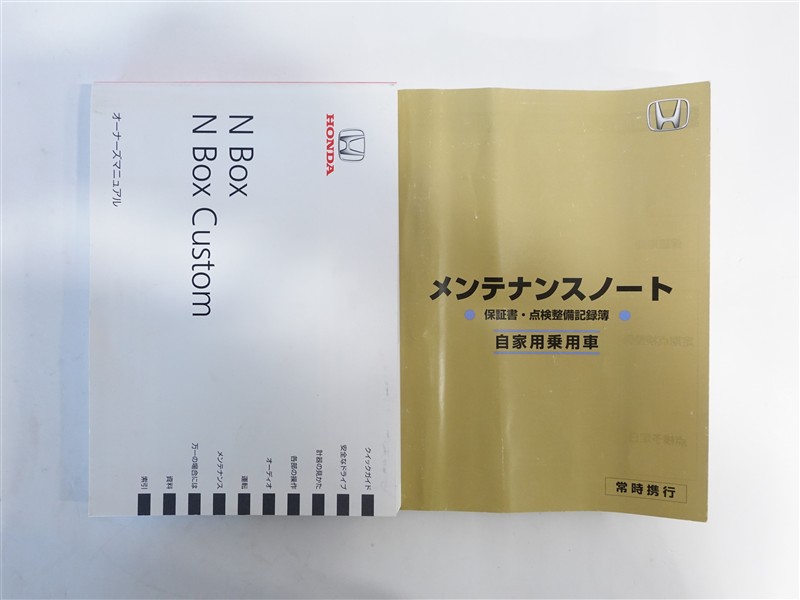 HONDA
N Box
N Box Custom
オーナーズマニュアル
クイックガイド
安全なドライブ
計器の見かた
各部の操作
オーディオ
運転
メンテナンス
万一の場合には
資料
索引
メンテナンスノート
保証書・点検整備記録簿
自家用乗用車
常時携行